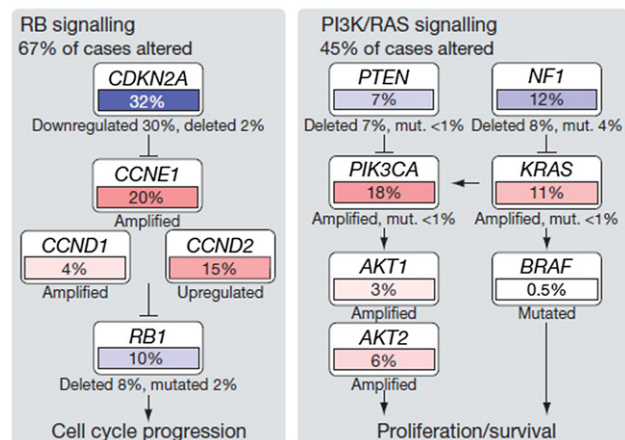 RB signalling
67% of cases altered
CDKN2A
32%
Downregulated 30%, deleted 2%
CCNE1
20%
Amplified
CCND1
4%
Amplified
CCND2
15%
Upregulated
RB1
10%
Deleted 8%, mutated 2%
Cell cycle progression
PI3K/RAS signalling
45% of cases altered
PTEN
7%
Deleted 7%, mut. <1%
NF1
12%
Deleted 8%, mut. 4%
PIK3CA
18%
Amplified, mut. <1%
KRAS
11%
Amplified, mut. <1%
AKT1
3%
Amplified
BRAF
0.5%
Mutated
AKT2
6%
Amplified
Proliferation/survival